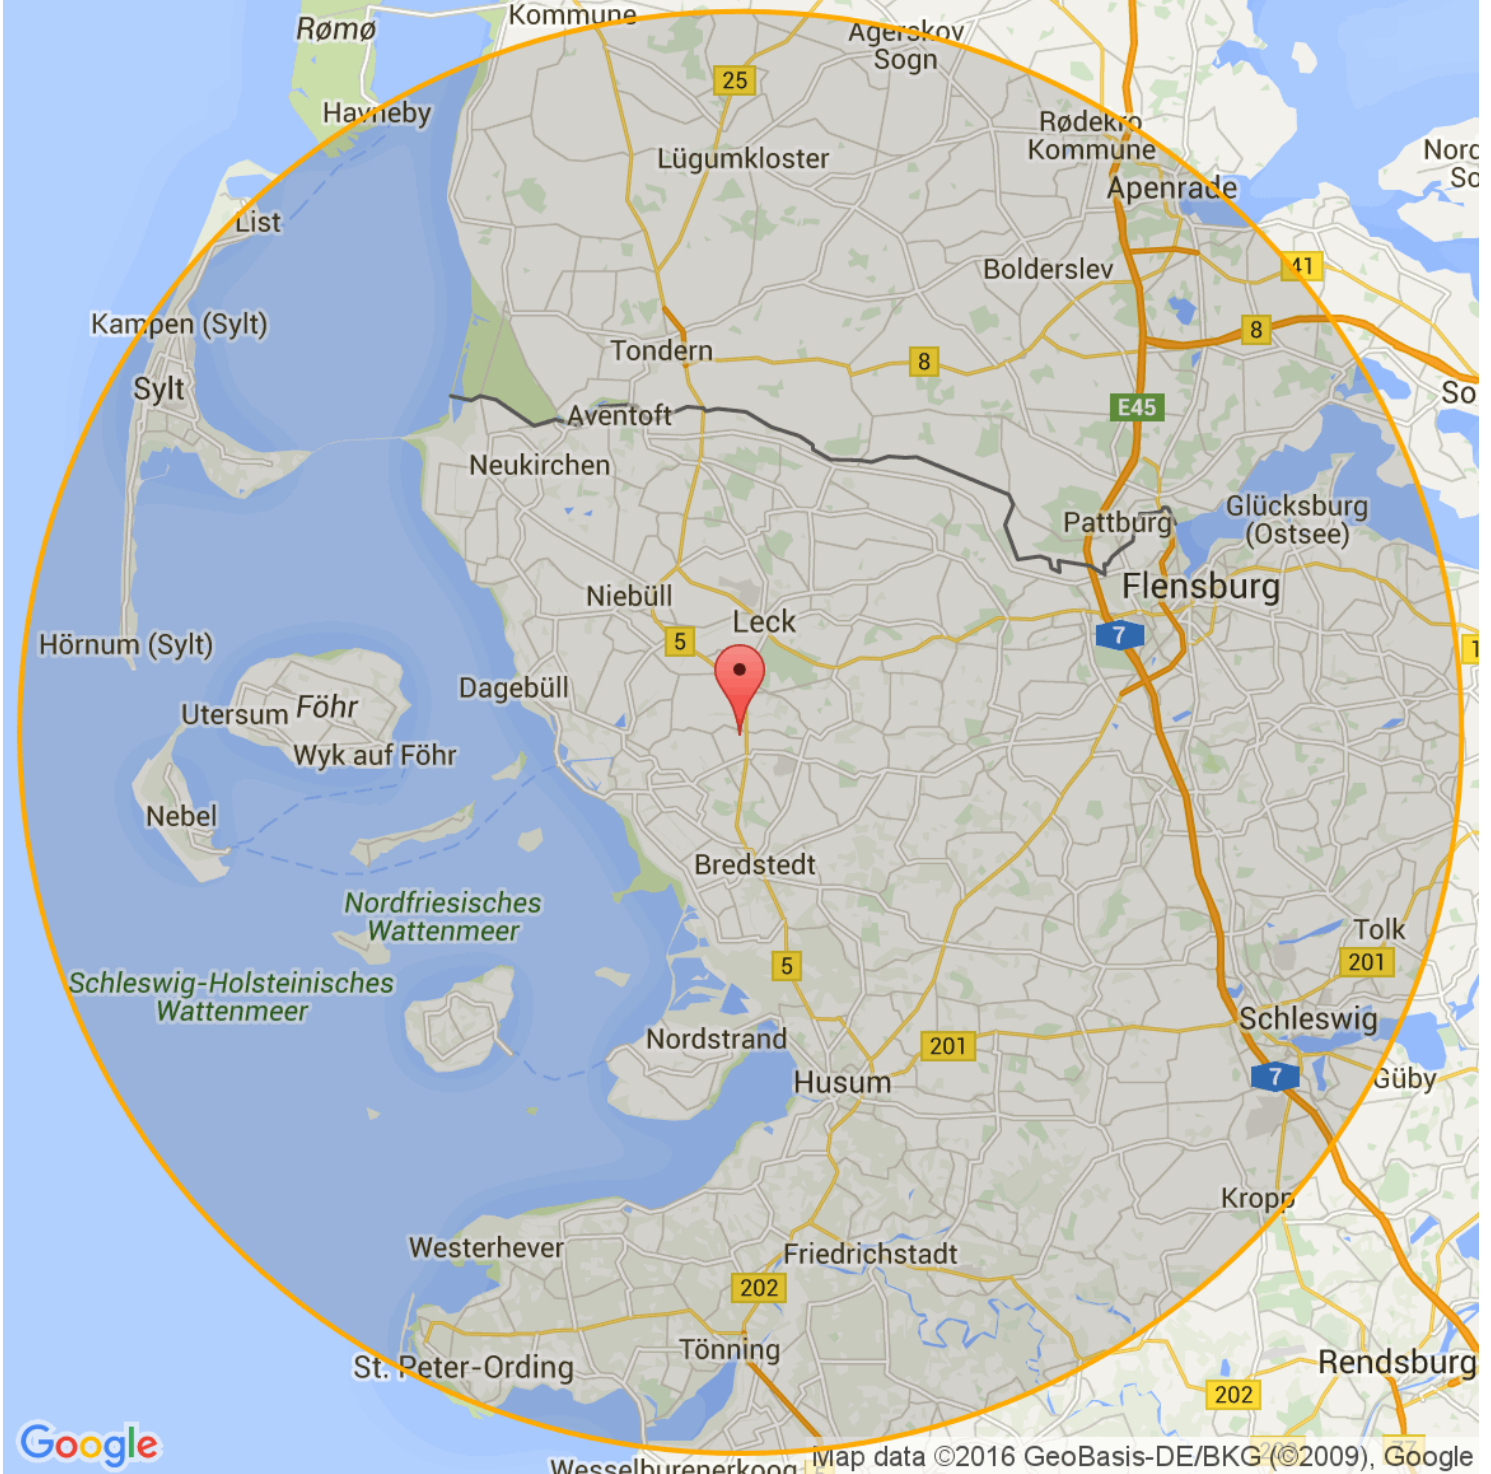 Kommune
Rømø
Agerskov
Sogn
25
Havneby
Rødekro
Kommune
Lügumkloster
Apenrade
List
Bolderslev
41
Kampen (Sylt)
8
Tondern
8
Sylt
E45
Aventoft
Neukirchen
Glücksburg
(Ostsee)
Pattburg
Flensburg
Niebüll
Leck
5
7
Hörnum (Sylt)
Dagebüll
Utersum
Föhr
Wyk auf Föhr
Nebel
Bredstedt
Nordfriesisches
Wattenmeer
Tolk
201
5
Schleswig-Holsteinisches
Wattenmeer
Schleswig
Nordstrand
201
Husum
7
Güby
Kropp
Westerhever
Friedrichstadt
202
Tönning
St. Peter-Ording
Rendsburg
202
Google
Map data ©2016 GeoBasis-DE/BKG (©2009), Google
Wesselburenerkoog